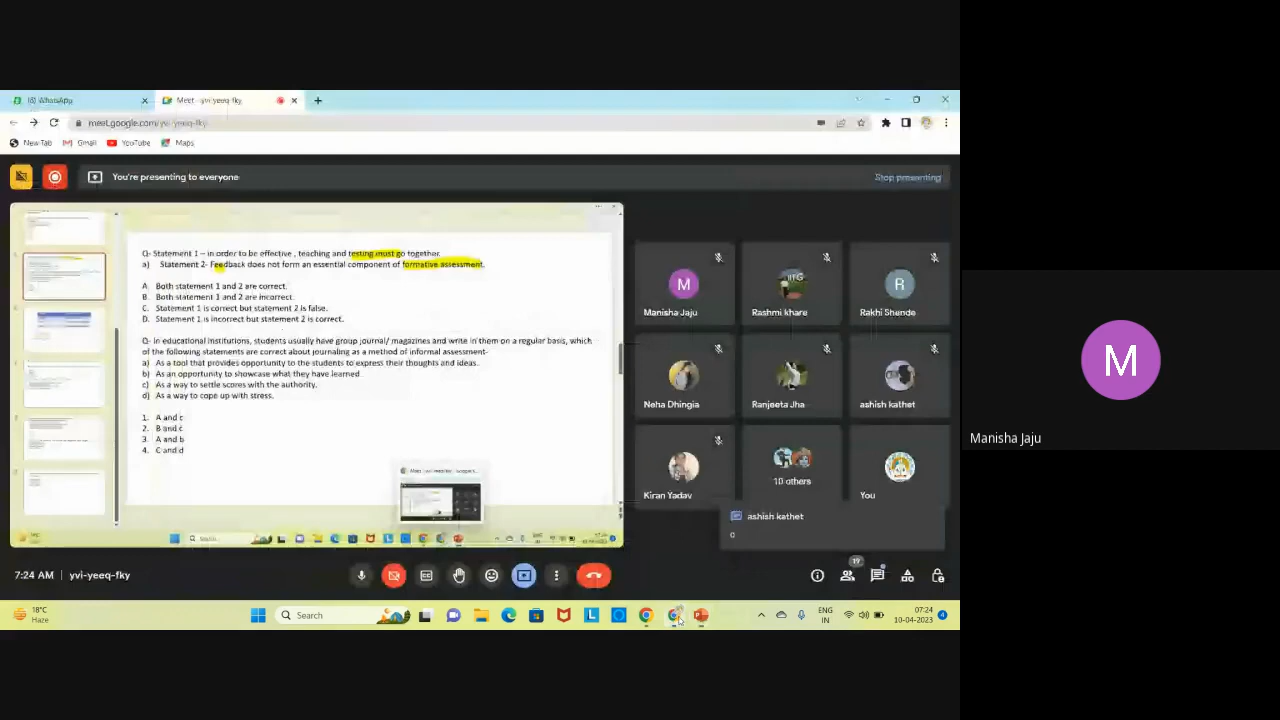 WhatsApp
Meet - yvi-yeeq-fky
meet.google.com/yvi-yeeq-fky
New Tab
Gmail
YouTube
Maps
You're presenting to everyone
Stop presenting
Q- Statement 1 – in order to be effective , teaching and testing must go together.
a) Statement 2- Feedback does not form an essential component of formative assessment.
A. Both statement 1 and 2 are correct.
B. Both statement 1 and 2 are incorrect.
C. Statement 1 is correct but statement 2 is false.
D. Statement 1 is incorrect but statement 2 is correct.
Q- In educational institutions, students usually have group journal/ magazines and write in them on a regular basis, which
of the following statements are correct about journaling as a method of informal assessment-
a) As a tool that provides opportunity to the students to express their thoughts and ideas.
b) As an opportunity to showcase what they have learned.
c) As a way to settle scores with the authority.
d) As a way to cope up with stress.
1. A and c
2. B and c
3. A and b
4. C and d
Search
Manisha Jaju
Rashmi khare
Rakhi Shende
Neha Dhingia
Ranjeeta Jha
ashish kathet
Kiran Yadav
10 others
You
ashish kathet
M
M
R
Manisha Jaju
19
7:24 AM | yvi-yeeq-fky
18°C
Haze
Search
ENG
IN
07:24
10-04-2023
4